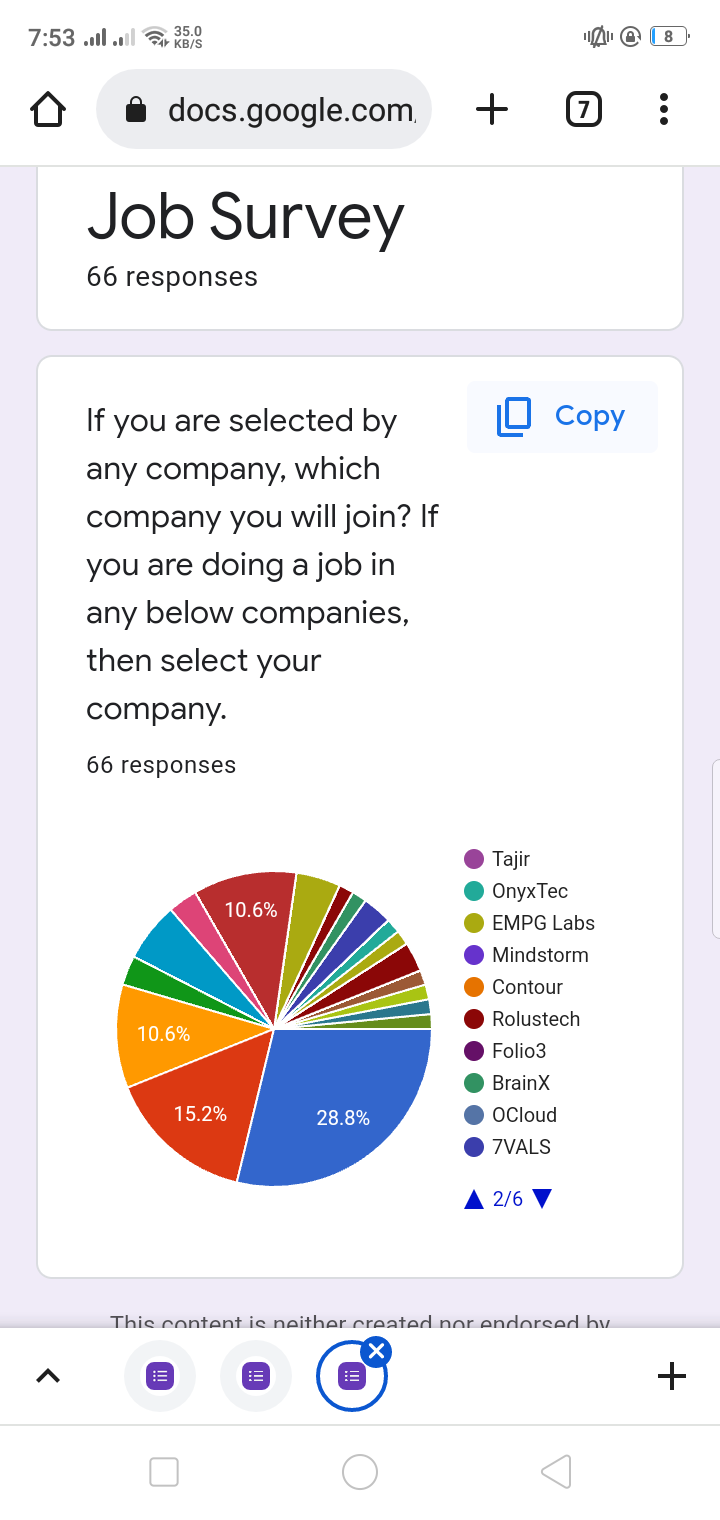 7:53 35.0 KB/S 8
docs.google.com 7
Job Survey
66 responses
If you are selected by
any company, which
company you will join? If
you are doing a job in
any below companies,
then select your
company.
Copy
66 responses
10.6%
10.6%
15.2%
28.8%
Tajir
OnyxTec
EMPG Labs
Mindstorm
Contour
Rolustech
Folio3
BrainX
OCloud
7VALS
2/6
This content is neither created nor endorsed by